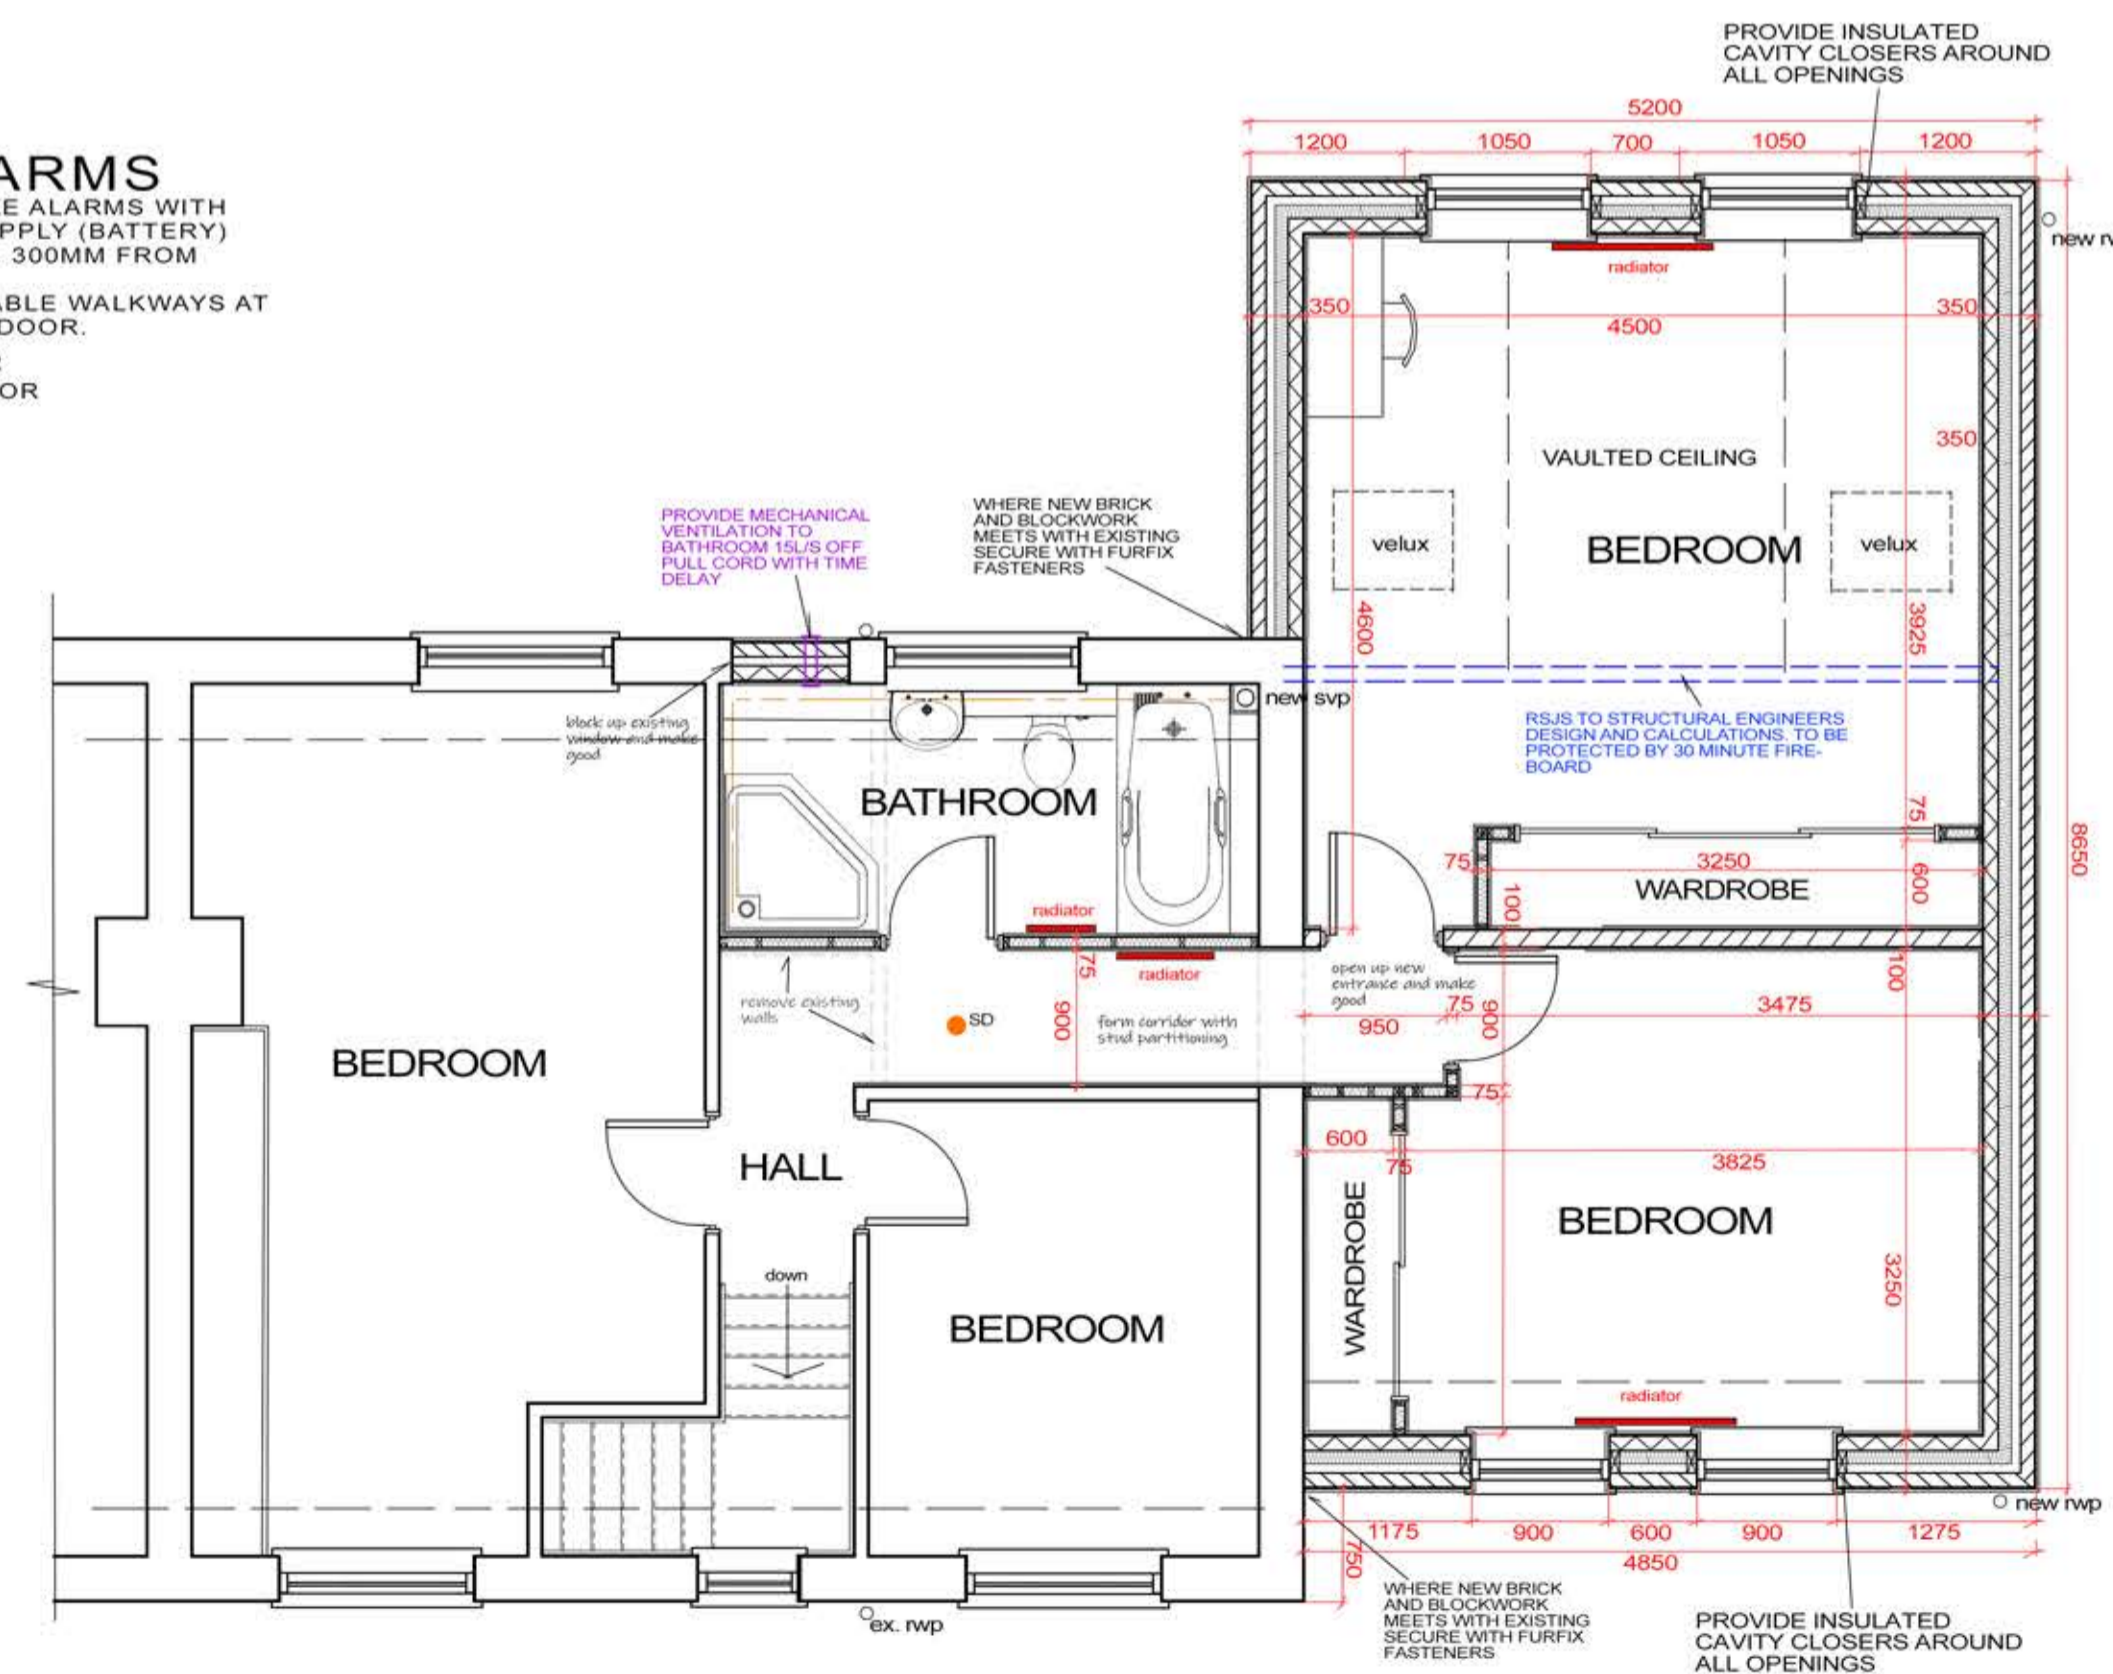 ARMS
E ALARMS WITH
PPLY (BATTERY)
300MM FROM
ABLE WALKWAYS AT
DOOR.
OR
PROVIDE INSULATED
CAVITY CLOSERS AROUND
ALL OPENINGS
5200
1200
1050
700
1050
1200
new
radiator
350
4500
350
350
VAULTED CEILING
velux
BEDROOM
velux
4600
3925
PROVIDE MECHANICAL
VENTILATION TO
BATHROOM 15L/S OFF
PULL CORD WITH TIME
DELAY
WHERE NEW BRICK
AND BLOCKWORK
MEETS WITH EXISTING
SECURE WITH FURFIX
FASTENERS
block up existing
window and make
good
new svp
RSJS TO STRUCTURAL ENGINEERS
DESIGN AND CALCULATIONS. TO BE
PROTECTED BY 30 MINUTE FIRE-
BOARD
BATHROOM
75
8650
75
3250
600
WARDROBE
100
radiator
75
radiator
remove existing
walls
SD
900
form corridor with
stud partitioning
open up new
entrance and make
good
950
75
900
3475
100
BEDROOM
75
HALL
600
75
3825
WARDROBE
BEDROOM
3250
down
BEDROOM
radiator
new rwp
1175
900
600
900
1275
4850
750
ex. rwp
WHERE NEW BRICK
AND BLOCKWORK
MEETS WITH EXISTING
SECURE WITH FURFIX
FASTENERS
PROVIDE INSULATED
CAVITY CLOSERS AROUND
ALL OPENINGS